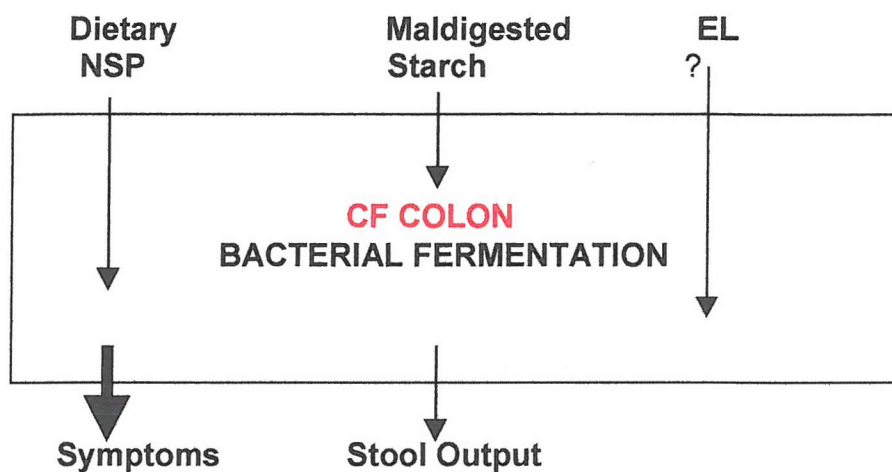 Dietary NSP
Maldigested Starch
EL ?
CF COLON
BACTERIAL FERMENTATION
Symptoms
Stool Output